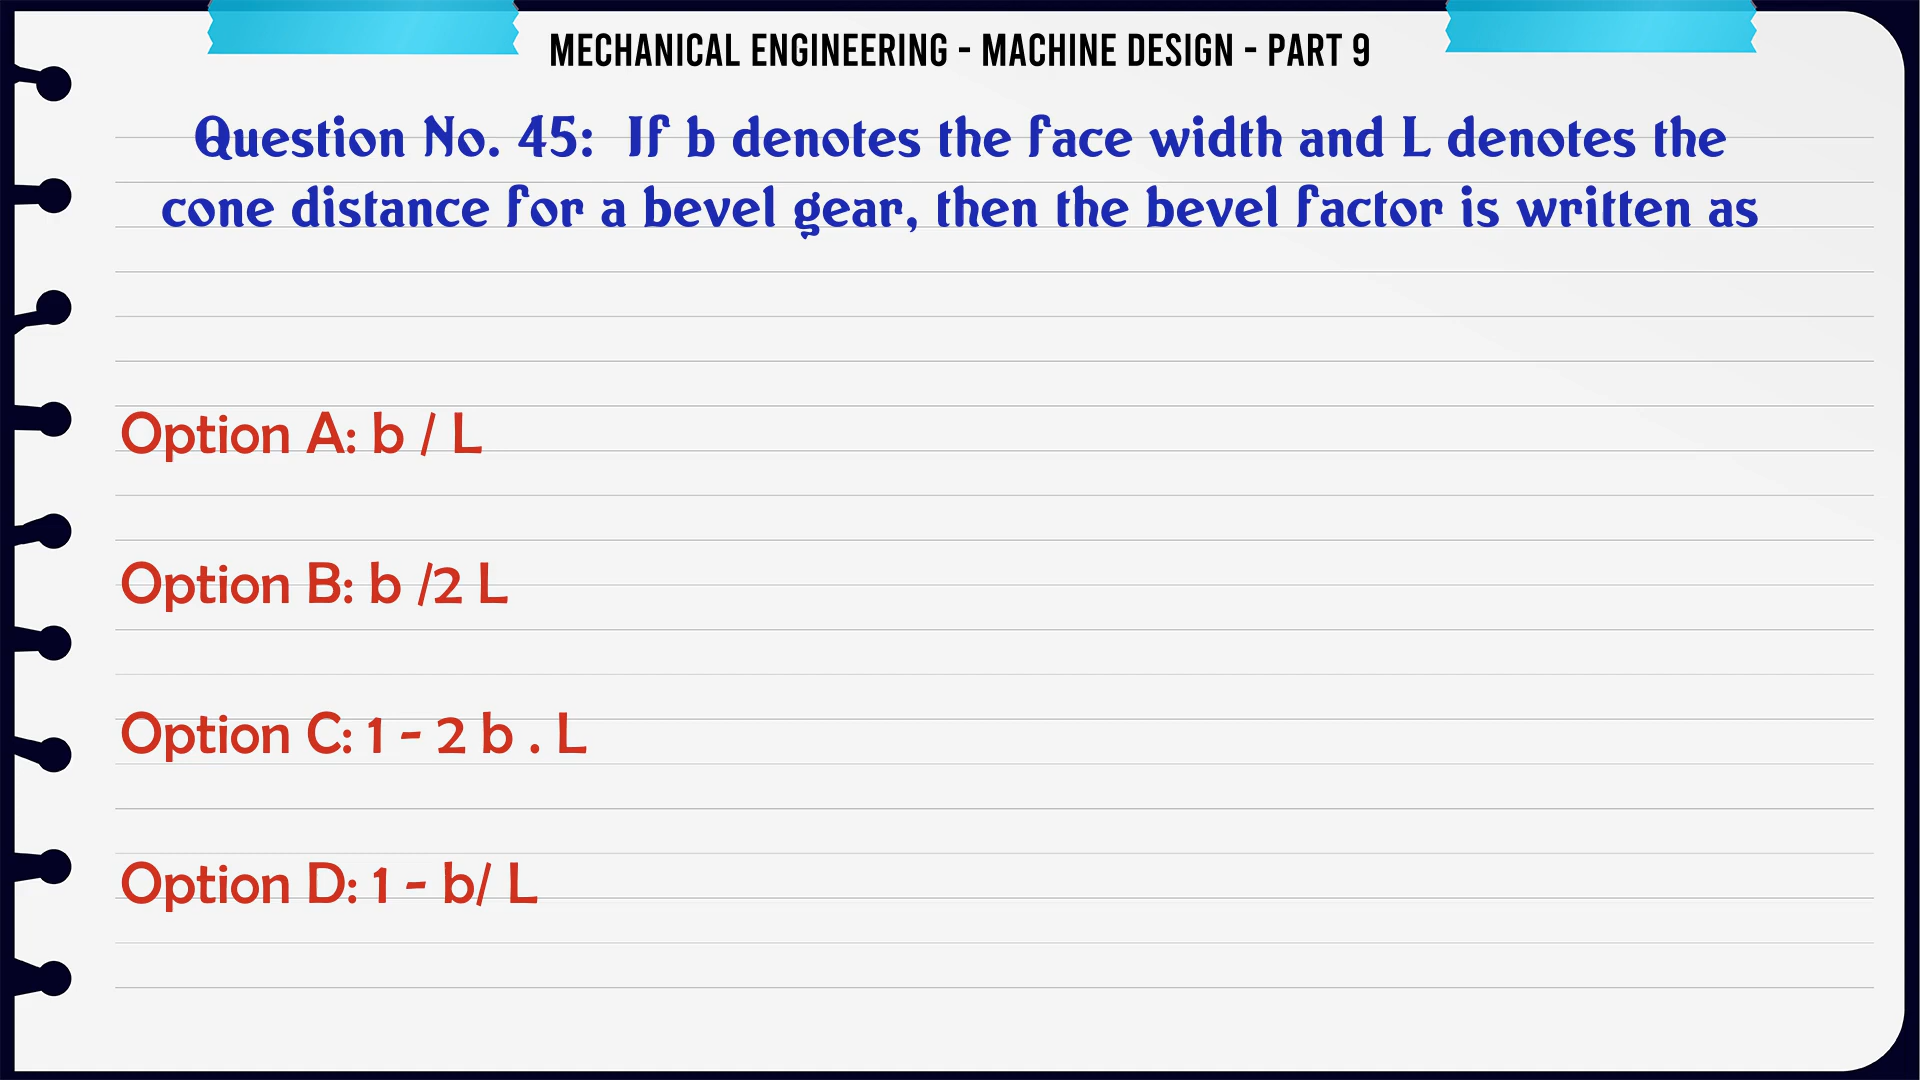 MECHANICAL ENGINEERING - MACHINE DESIGN - PART 9
Question No. 45: If b denotes the face width and L denotes the
cone distance for a bevel gear, then the bevel factor is written as
Option A: b / L
Option B: b /2 L
Option C: 1 - 2 b . L
Option D: 1 - b/ L